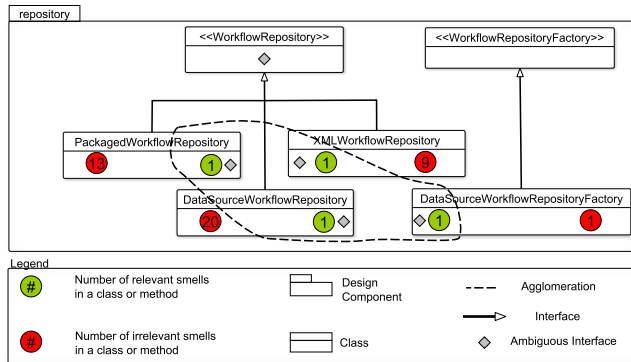 repository
<<WorkflowRepository>>
<<WorkflowRepositoryFactory>>
PackagedWorkflowRepository
13
1
XMLWorkflowRepository
1
9
DataSourceWorkflowRepository
20
1
DataSourceWorkflowRepositoryFactory
1
1
Legend
#
Number of relevant smells
in a class or method
Design
Component
Agglomeration
Interface
#
Number of irrelevant smells
in a class or method
Class
Ambiguous Interface